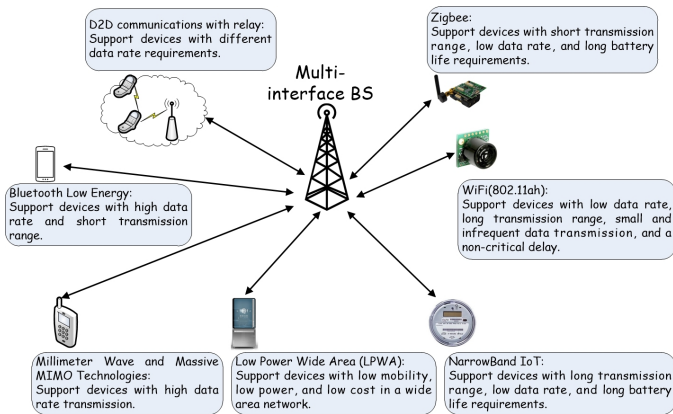 D2D communications with relay:
Support devices with different
data rate requirements.
Zigbee:
Support devices with short transmission
range, low data rate, and long battery
life requirements.
Multi-
interface BS
Bluetooth Low Energy:
Support devices with high data
rate and short transmission
range.
WiFi(802.11ah):
Support devices with low data rate,
long transmission range, small and
infrequent data transmission, and a
non-critical delay.
Millimeter Wave and Massive
MIMO Technologies:
Support devices with high data
rate transmission.
Low Power Wide Area (LPWA):
Support devices with low mobility,
low power, and low cost in a wide
area network.
NarrowBand IoT:
Support devices with long transmission
range, low data rate, and long battery
life requirements.